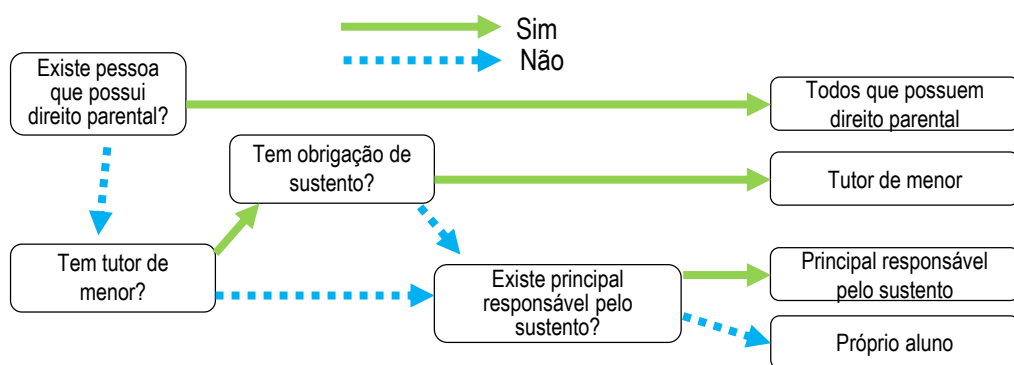 Sim
Não
Existe pessoa
que possui
direito parental?
Todos que possuem
direito parental
Tem obrigação de
sustento?
Tutor de menor
Tem tutor de
menor?
Existe principal
responsável pelo
sustento?
Principal responsável
pelo sustento
Próprio aluno